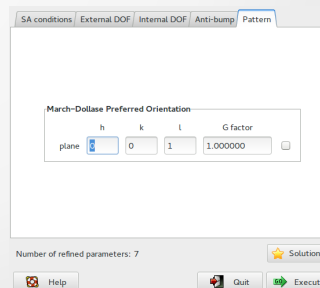 SA conditions External DOF Internal DOF Anti-bump Pattern
March-Dollase Preferred Orientation
h k l G factor
plane 0 0 1 1.000000
Number of refined parameters: 7
Solution
Help Quit Execut